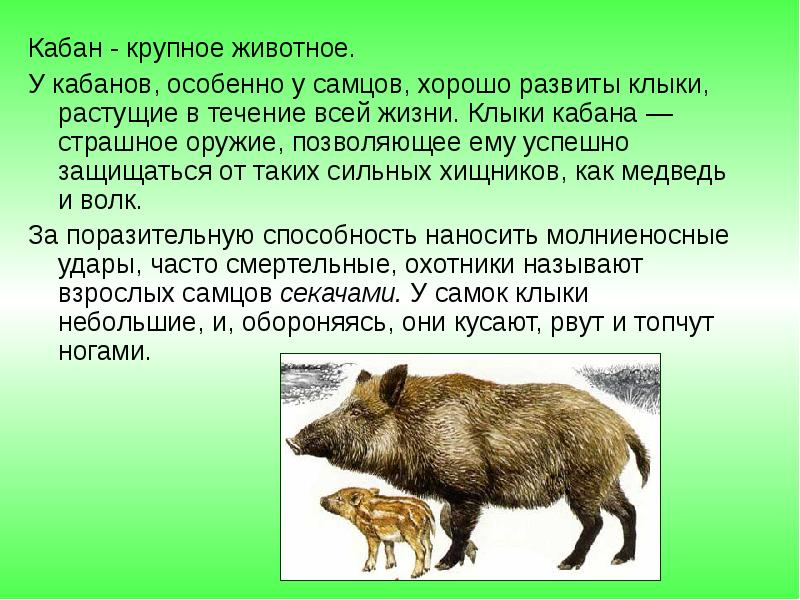 Кабан - крупное животное.
У кабанов, особенно у самцов, хорошо развиты клыки,
растущие в течение всей жизни. Клыки кабана —
страшное оружие, позволяющее ему успешно
защищаться от таких сильных хищников, как медведь
и волк.
За поразительную способность наносить молниеносные
удары, часто смертельные, охотники называют
взрослых самцов секачами. У самок клыки
небольшие, и, обороняясь, они кусают, рвут и топчут
ногами.